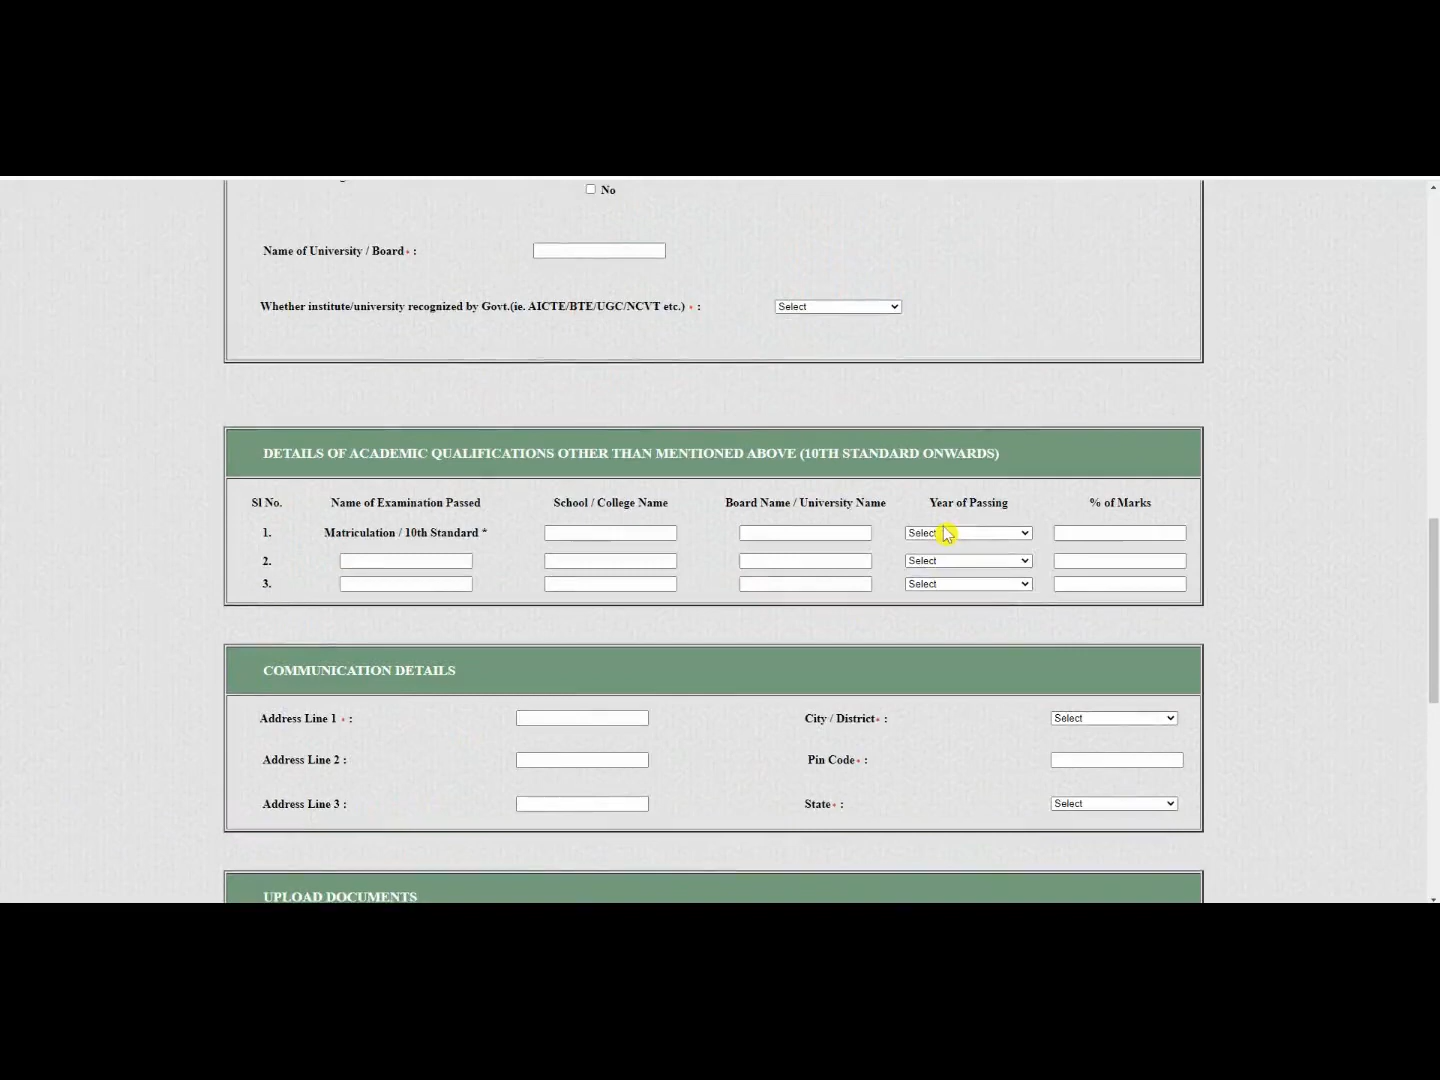 No
Name of University / Board * :
Whether institute/university recognized by Govt.(ie. AICTE/BTE/UGC/NCVT etc.) * : Select
DETAILS OF ACADEMIC QUALIFICATIONS OTHER THAN MENTIONED ABOVE (10TH STANDARD ONWARDS)
Sl No. Name of Examination Passed School / College Name Board Name / University Name Year of Passing % of Marks
1. Matriculation / 10th Standard * Select
2. Select
3. Select
COMMUNICATION DETAILS
Address Line 1 * : City / District * : Select
Address Line 2 : Pin Code * :
Address Line 3 : State * : Select
UPLOAD DOCUMENTS